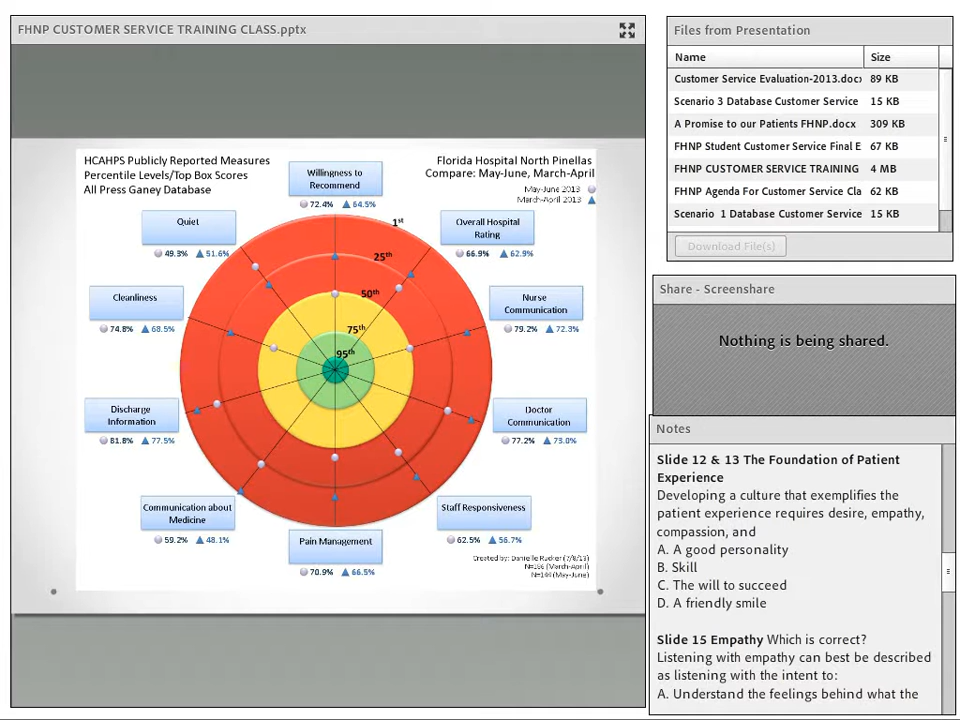 FHNP CUSTOMER SERVICE TRAINING CLASS.pptx
HCAHPS Publicly Reported Measures
Percentile Levels/Top Box Scores
All Press Ganey Database
Florida Hospital North Pinellas
Compare: May-June, March-April
May-June 2013
March-April 2013
Willingness to
Recommend
72.4% 64.5%
Quiet
49.3% 51.6%
Overall Hospital
Rating
66.9% 62.9%
Cleanliness
74.8% 68.5%
Nurse
Communication
79.2% 72.3%
Discharge
Information
81.8% 77.5%
Doctor
Communication
77.2% 73.0%
Communication about
Medicine
59.2% 48.1%
Staff Responsiveness
62.5% 56.7%
Pain Management
70.9% 66.5%
1st
25th
50th
75th
95th
Created by: Danielle Rucker (7/8/13)
(March-April)
(May-June)
Files from Presentation
Name Size
Customer Service Evaluation-2013.docx 89 KB
Scenario 3 Database Customer Service 15 KB
A Promise to our Patients FHNP.docx 309 KB
FHNP Student Customer Service Final E 67 KB
FHNP CUSTOMER SERVICE TRAINING 4 MB
FHNP Agenda For Customer Service Cla 62 KB
Scenario 1 Database Customer Service 15 KB
Download File(s)
Share - Screenshare
Nothing is being shared.
Notes
Slide 12 & 13 The Foundation of Patient
Experience
Developing a culture that exemplifies the
patient experience requires desire, empathy,
compassion, and
A. A good personality
B. Skill
C. The will to succeed
D. A friendly smile
Slide 15 Empathy Which is correct?
Listening with empathy can best be described
as listening with the intent to:
A. Understand the feelings behind what the